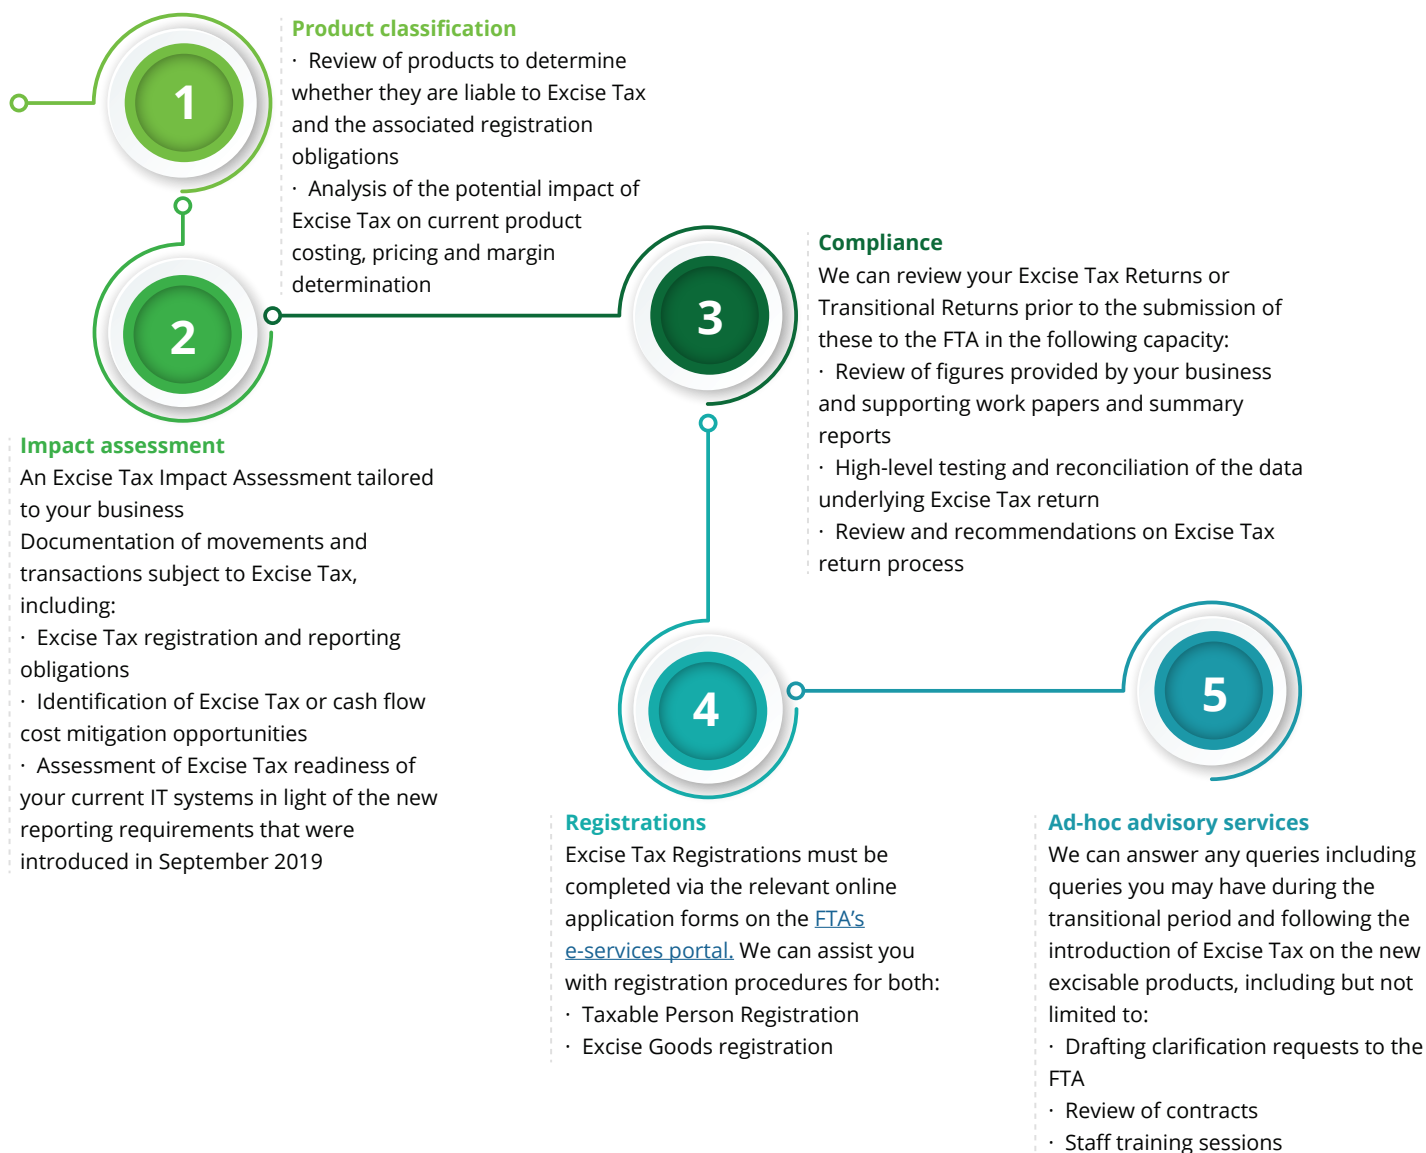 1
Product classification
· Review of products to determine
whether they are liable to Excise Tax
and the associated registration
obligations
· Analysis of the potential impact of
Excise Tax on current product
costing, pricing and margin
determination
2
Impact assessment
An Excise Tax Impact Assessment tailored
to your business
Documentation of movements and
transactions subject to Excise Tax,
including:
· Excise Tax registration and reporting
obligations
· Identification of Excise Tax or cash flow
cost mitigation opportunities
· Assessment of Excise Tax readiness of
your current IT systems in light of the new
reporting requirements that were
introduced in September 2019
3
Compliance
We can review your Excise Tax Returns or
Transitional Returns prior to the submission of
these to the FTA in the following capacity:
· Review of figures provided by your business
and supporting work papers and summary
reports
· High-level testing and reconciliation of the data
underlying Excise Tax return
· Review and recommendations on Excise Tax
return process
4
Registrations
Excise Tax Registrations must be
completed via the relevant online
application forms on the FTA’s
e-services portal. We can assist you
with registration procedures for both:
· Taxable Person Registration
· Excise Goods registration
5
Ad-hoc advisory services
We can answer any queries including
queries you may have during the
transitional period and following the
introduction of Excise Tax on the new
excisable products, including but not
limited to:
· Drafting clarification requests to the
FTA
· Review of contracts
· Staff training sessions